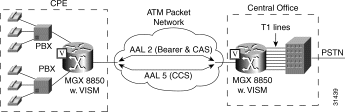 CPE
ATM Packet
Network
Central Office
T1 lines
PBX
V
AAL 2 (Bearer & CAS)
V
PSTN
PBX
MGX 8850
w. VISM
AAL 5 (CCS)
MGX 8850
w. VISM
31439